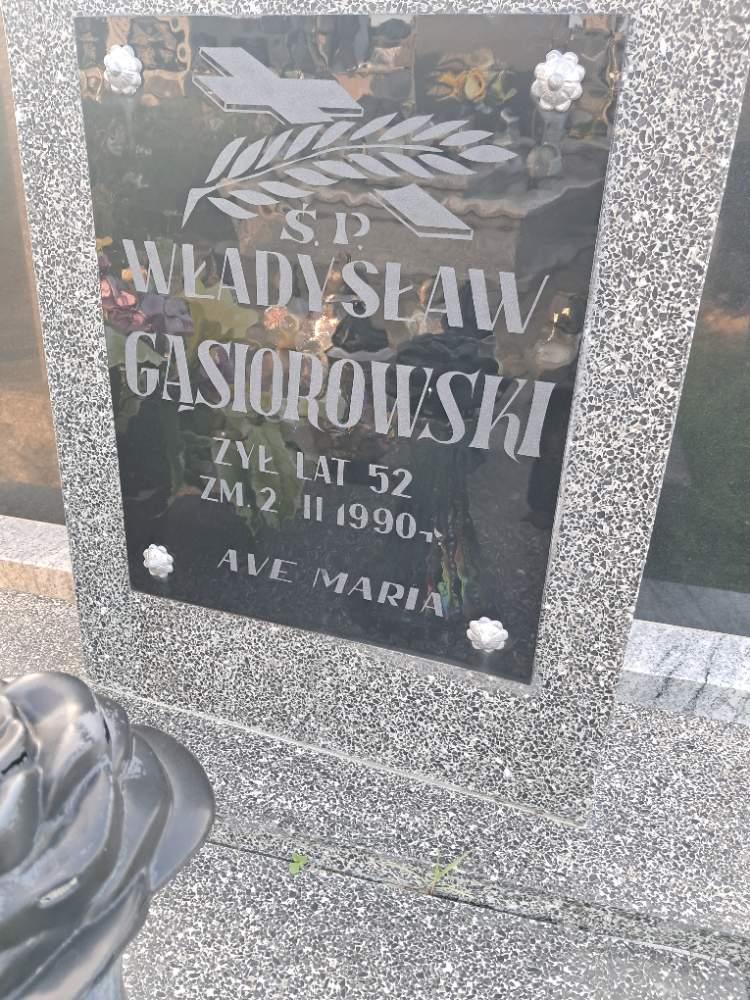 Ś. P.
WŁADYSŁAW
GĄSIOROWSKI
ŻYŁ LAT 52
ZM. 2 II 1990 r.
AVE MARIA